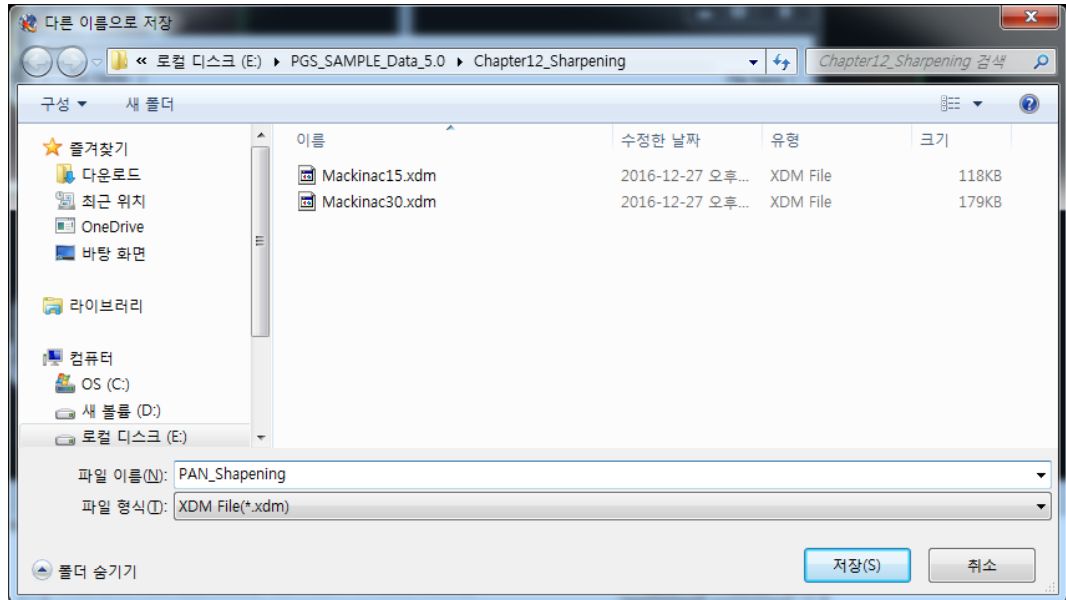 다른 이름으로 저장
« 로컬 디스크 (E:) ▸ PGS_SAMPLE_Data_5.0 ▸ Chapter12_Sharpening
Chapter12_Sharpening 검색
구성 ▼ 새 폴더
이름 수정한 날짜 유형 크기
즐겨찾기
다운로드
최근 위치
OneDrive
바탕 화면
라이브러리
컴퓨터
OS (C:)
새 볼륨 (D:)
로컬 디스크 (E:)
Mackinac15.xdm 2016-12-27 오후... XDM File 118KB
Mackinac30.xdm 2016-12-27 오후... XDM File 179KB
파일 이름(N): PAN_Shapening
파일 형식(T): XDM File(*.xdm)
폴더 숨기기
저장(S) 취소